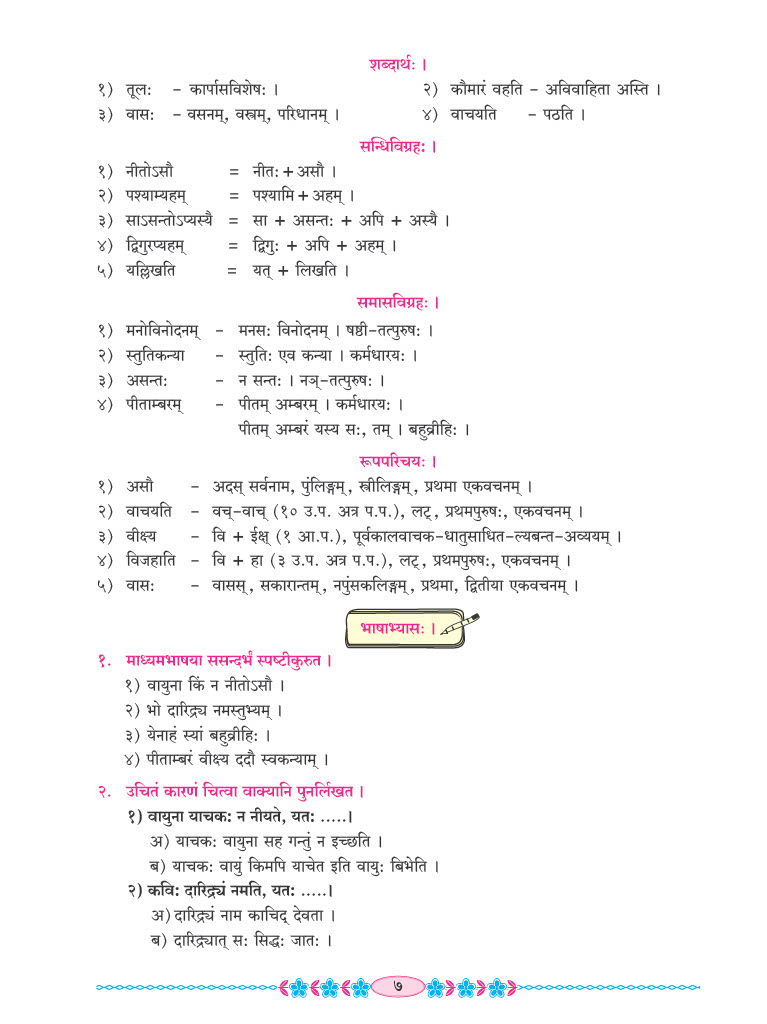 शब्दार्थः ।
१) तूलः - कार्पासविशेषः । २) कौमारं वहति - अविवाहिता अस्ति ।
३) वासः - वसनम्, वस्त्रम्, परिधानम् । ४) वाचयति - पठति ।
सन्धिविग्रहः ।
१) नीतोऽसौ = नीतः + असौ ।
२) पश्याम्यहम् = पश्यामि + अहम् ।
३) साऽसन्तोऽप्यस्यै = सा + असन्तः + अपि + अस्यै ।
४) द्विगुरप्यहम् = द्विगुः + अपि + अहम् ।
५) यल्लिखति = यत् + लिखति ।
समासविग्रहः ।
१) मनोविनोदनम् - मनसः विनोदनम् । षष्ठी-तत्पुरुषः ।
२) स्तुतिकन्या - स्तुतिः एव कन्या । कर्मधारयः ।
३) असन्तः - न सन्तः । नञ्-तत्पुरुषः ।
४) पीताम्बरम् - पीतम् अम्बरम् । कर्मधारयः ।
पीतम् अम्बरं यस्य सः, तम् । बहुव्रीहिः ।
रूपपरिचयः ।
१) असौ - अदस् सर्वनाम, पुंलिङ्गम्, स्त्रीलिङ्गम्, प्रथमा एकवचनम् ।
२) वाचयति - वच्-वाच् (१० उ.प. अत्र प.प.), लट्, प्रथमपुरुषः, एकवचनम् ।
३) वीक्ष्य - वि + ईक्ष् (१ आ.प.), पूर्वकालवाचक-धातुसाधित-ल्यबन्त-अव्ययम् ।
४) विजहाति - वि + हा (३ उ.प. अत्र प.प.), लट्, प्रथमपुरुषः, एकवचनम् ।
५) वासः - वासस्, सकारान्तम्, नपुंसकलिङ्गम्, प्रथमा, द्वितीया एकवचनम् ।
भाषाभ्यासः ।
१. माध्यमभाषया ससन्दर्भं स्पष्टीकुरुत ।
१) वायुना किं न नीतोऽसौ ।
२) भो दारिद्र्य नमस्तुभ्यम् ।
३) येनाहं स्यां बहुव्रीहिः ।
४) पीताम्बरं वीक्ष्य ददौ स्वकन्याम् ।
२. उचितं कारणं चित्वा वाक्यानि पुनर्लिखत ।
१) वायुना याचकः न नीयते, यतः .....।
अ) याचकः वायुना सह गन्तुं न इच्छति ।
ब) याचकः वायुं किमपि याचेत इति वायुः बिभेति ।
२) कविः दारिद्र्यं नमति, यतः .....।
अ) दारिद्र्यं नाम काचिद् देवता ।
ब) दारिद्र्यात् सः सिद्धः जातः ।
७